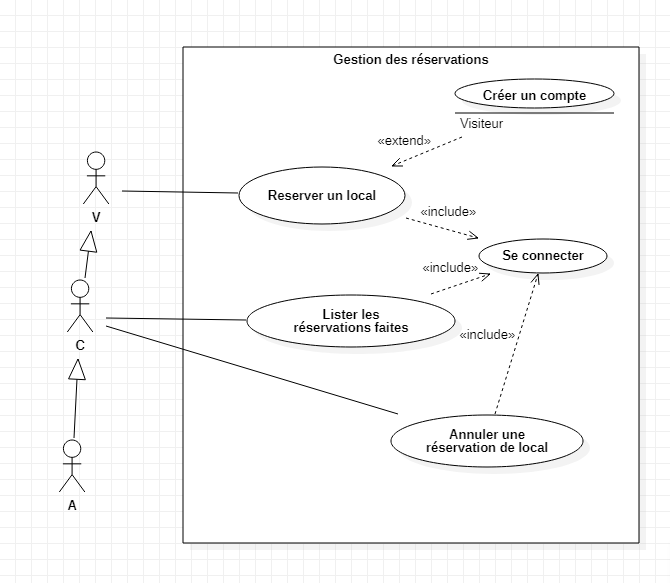 Gestion des réservations
Créer un compte
Visiteur
«extend»
V
Reserver un local
«include»
Se connecter
«include»
C
Lister les
réservations faites
«include»
Annuler une
réservation de local
A